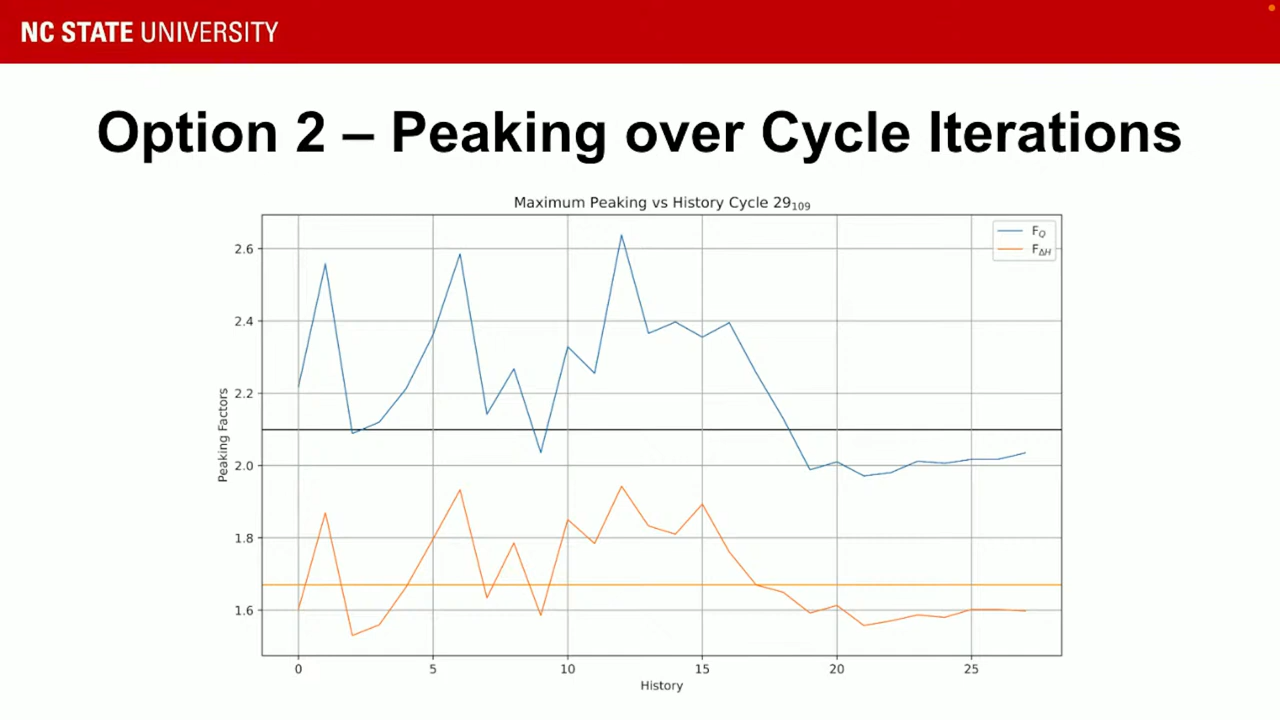 NC STATE UNIVERSITY
Option 2 – Peaking over Cycle Iterations
Maximum Peaking vs History Cycle 29₁₀₉
F_Q
F_ΔH
2.6
2.4
2.2
2.0
1.8
1.6
Peaking Factors
0 5 10 15 20 25
History